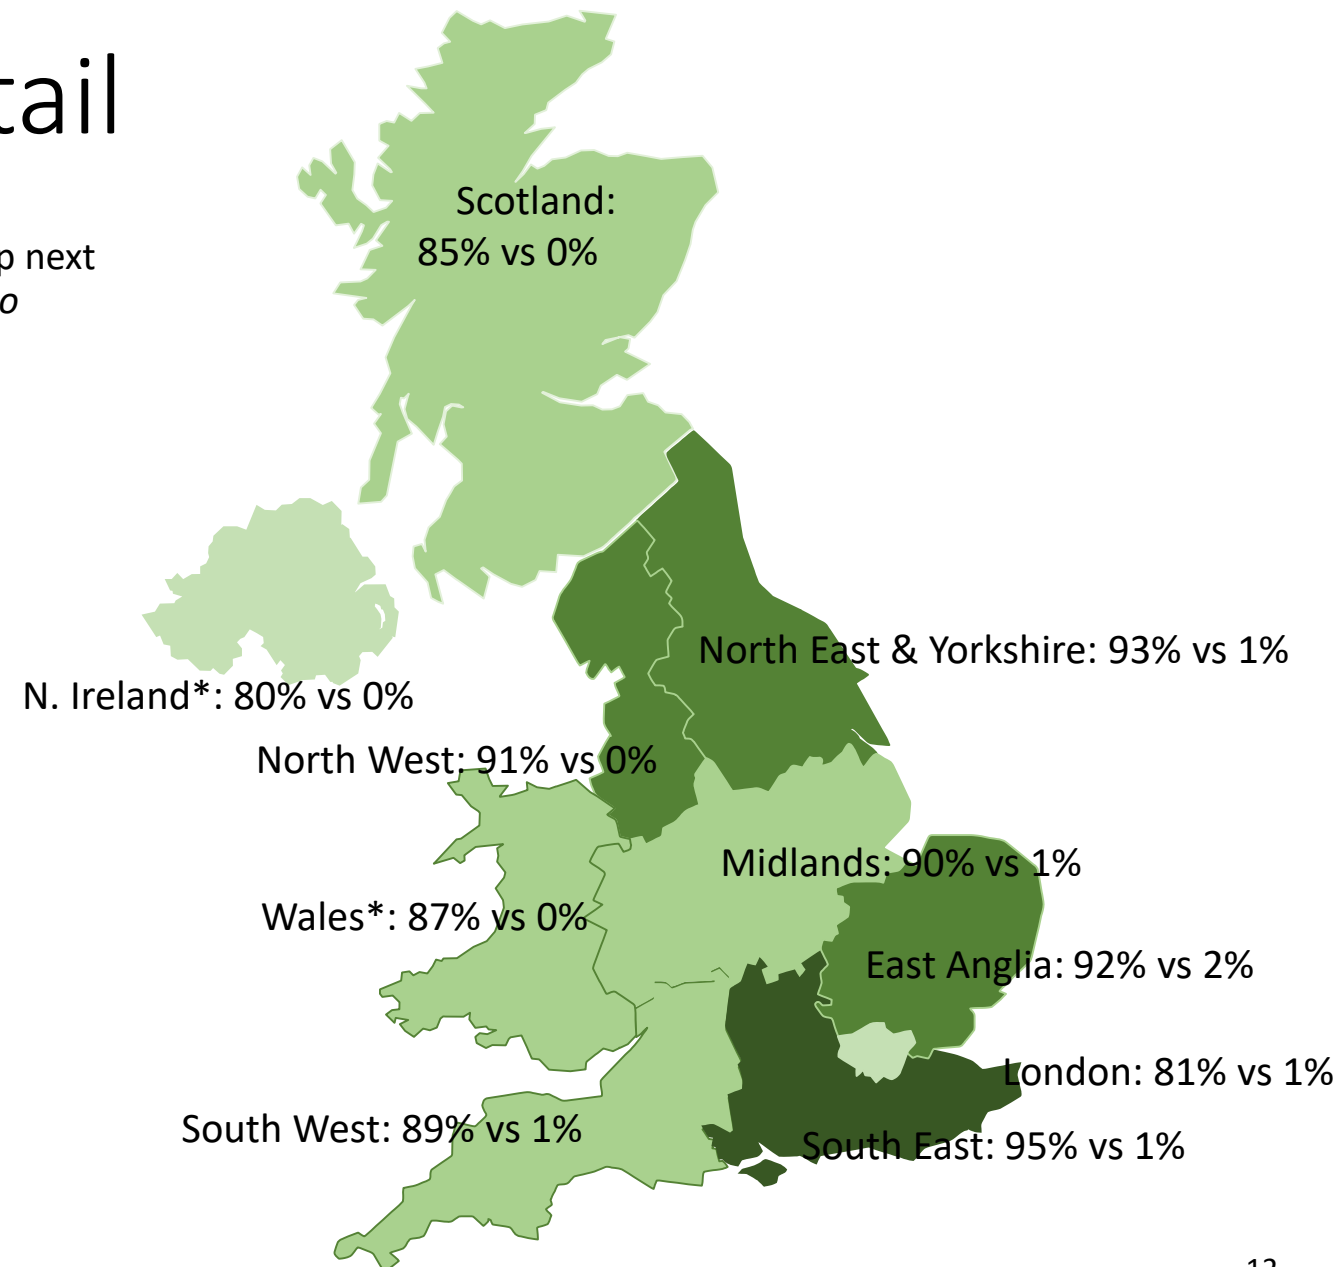 tail
p next
o
Scotland:
85% vs 0%
North East & Yorkshire: 93% vs 1%
N. Ireland*: 80% vs 0%
North West: 91% vs 0%
Midlands: 90% vs 1%
Wales*: 87% vs 0%
East Anglia: 92% vs 2%
London: 81% vs 1%
South West: 89% vs 1%
South East: 95% vs 1%